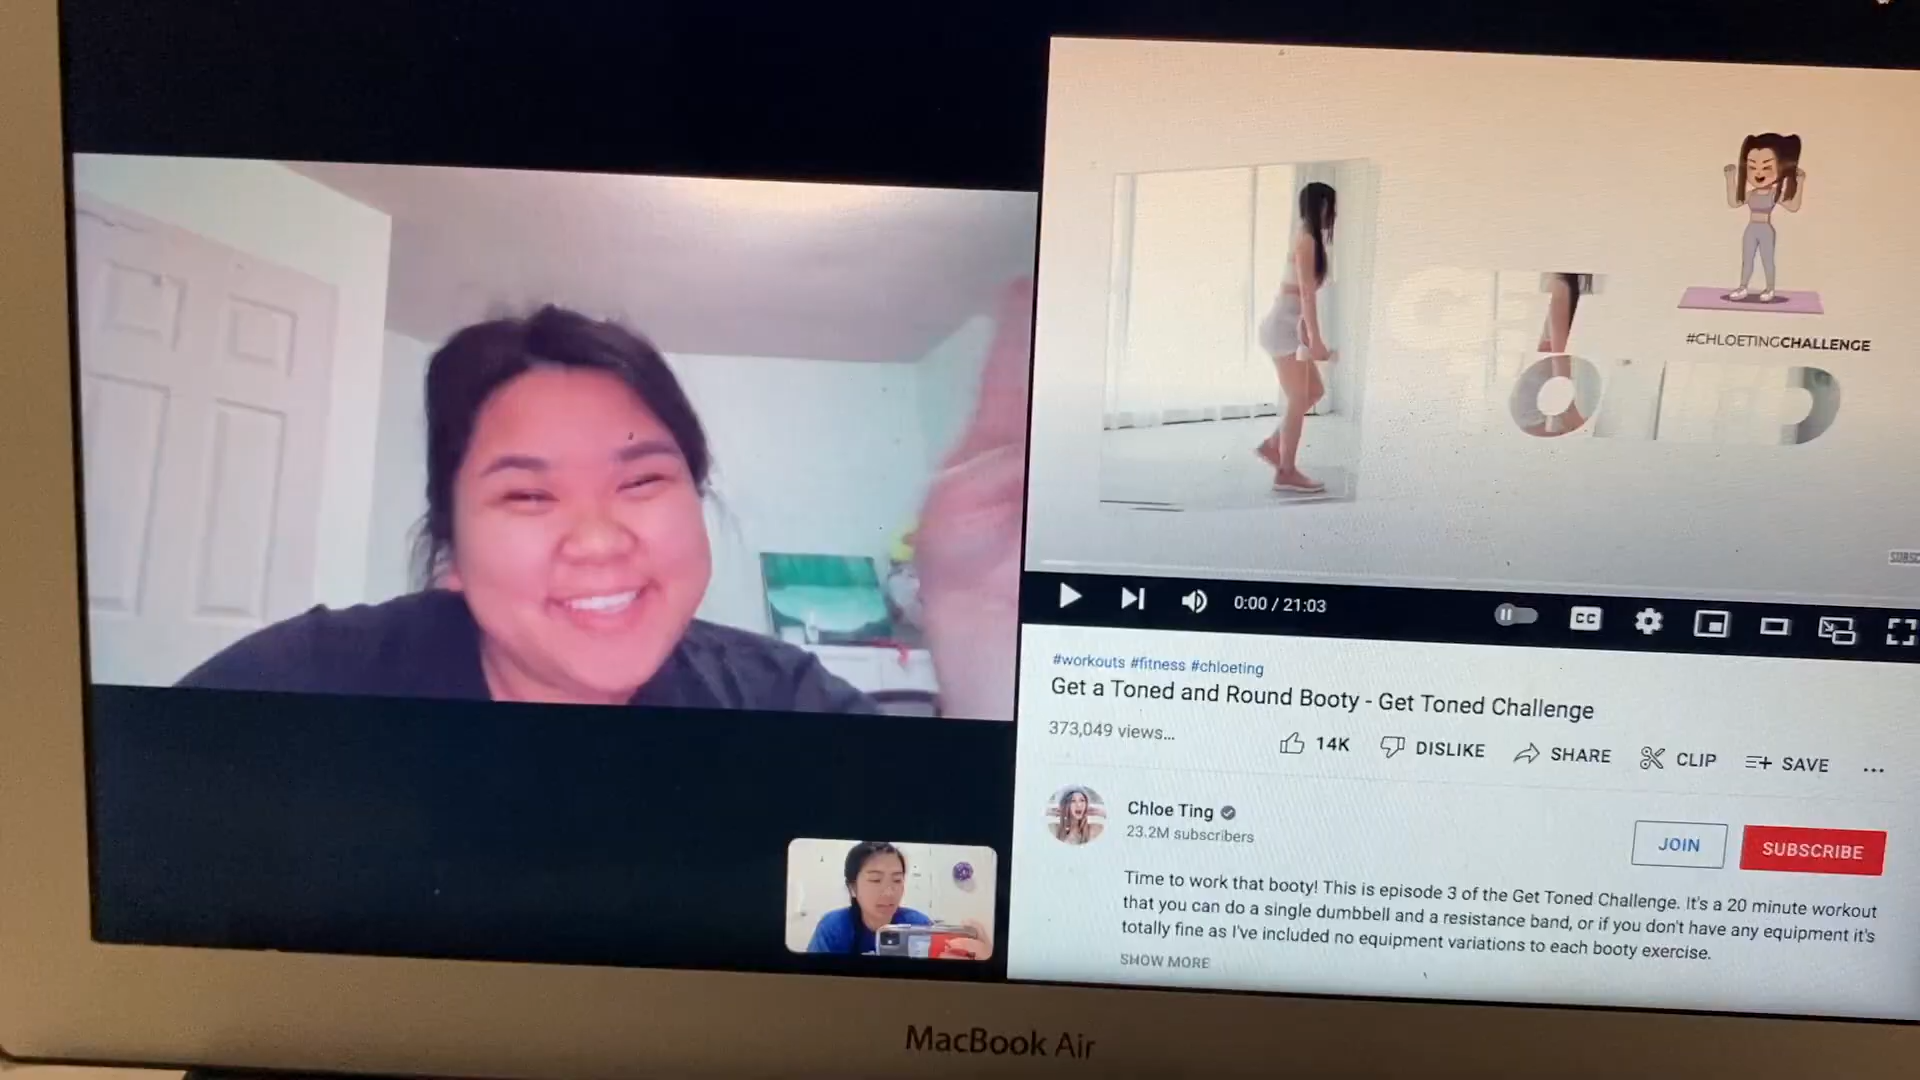 #CHLOETINGCHALLENGE
0:00 / 21:03
CC
#workouts #fitness #chloeting
Get a Toned and Round Booty - Get Toned Challenge
373,049 views...
14K
DISLIKE
SHARE
CLIP
SAVE
Chloe Ting
23.2M subscribers
JOIN
SUBSCRIBE
Time to work that booty! This is episode 3 of the Get Toned Challenge. It's a 20 minute workout
that you can do a single dumbbell and a resistance band, or if you don't have any equipment it's
totally fine as I've included no equipment variations to each booty exercise.
SHOW MORE
MacBook Air